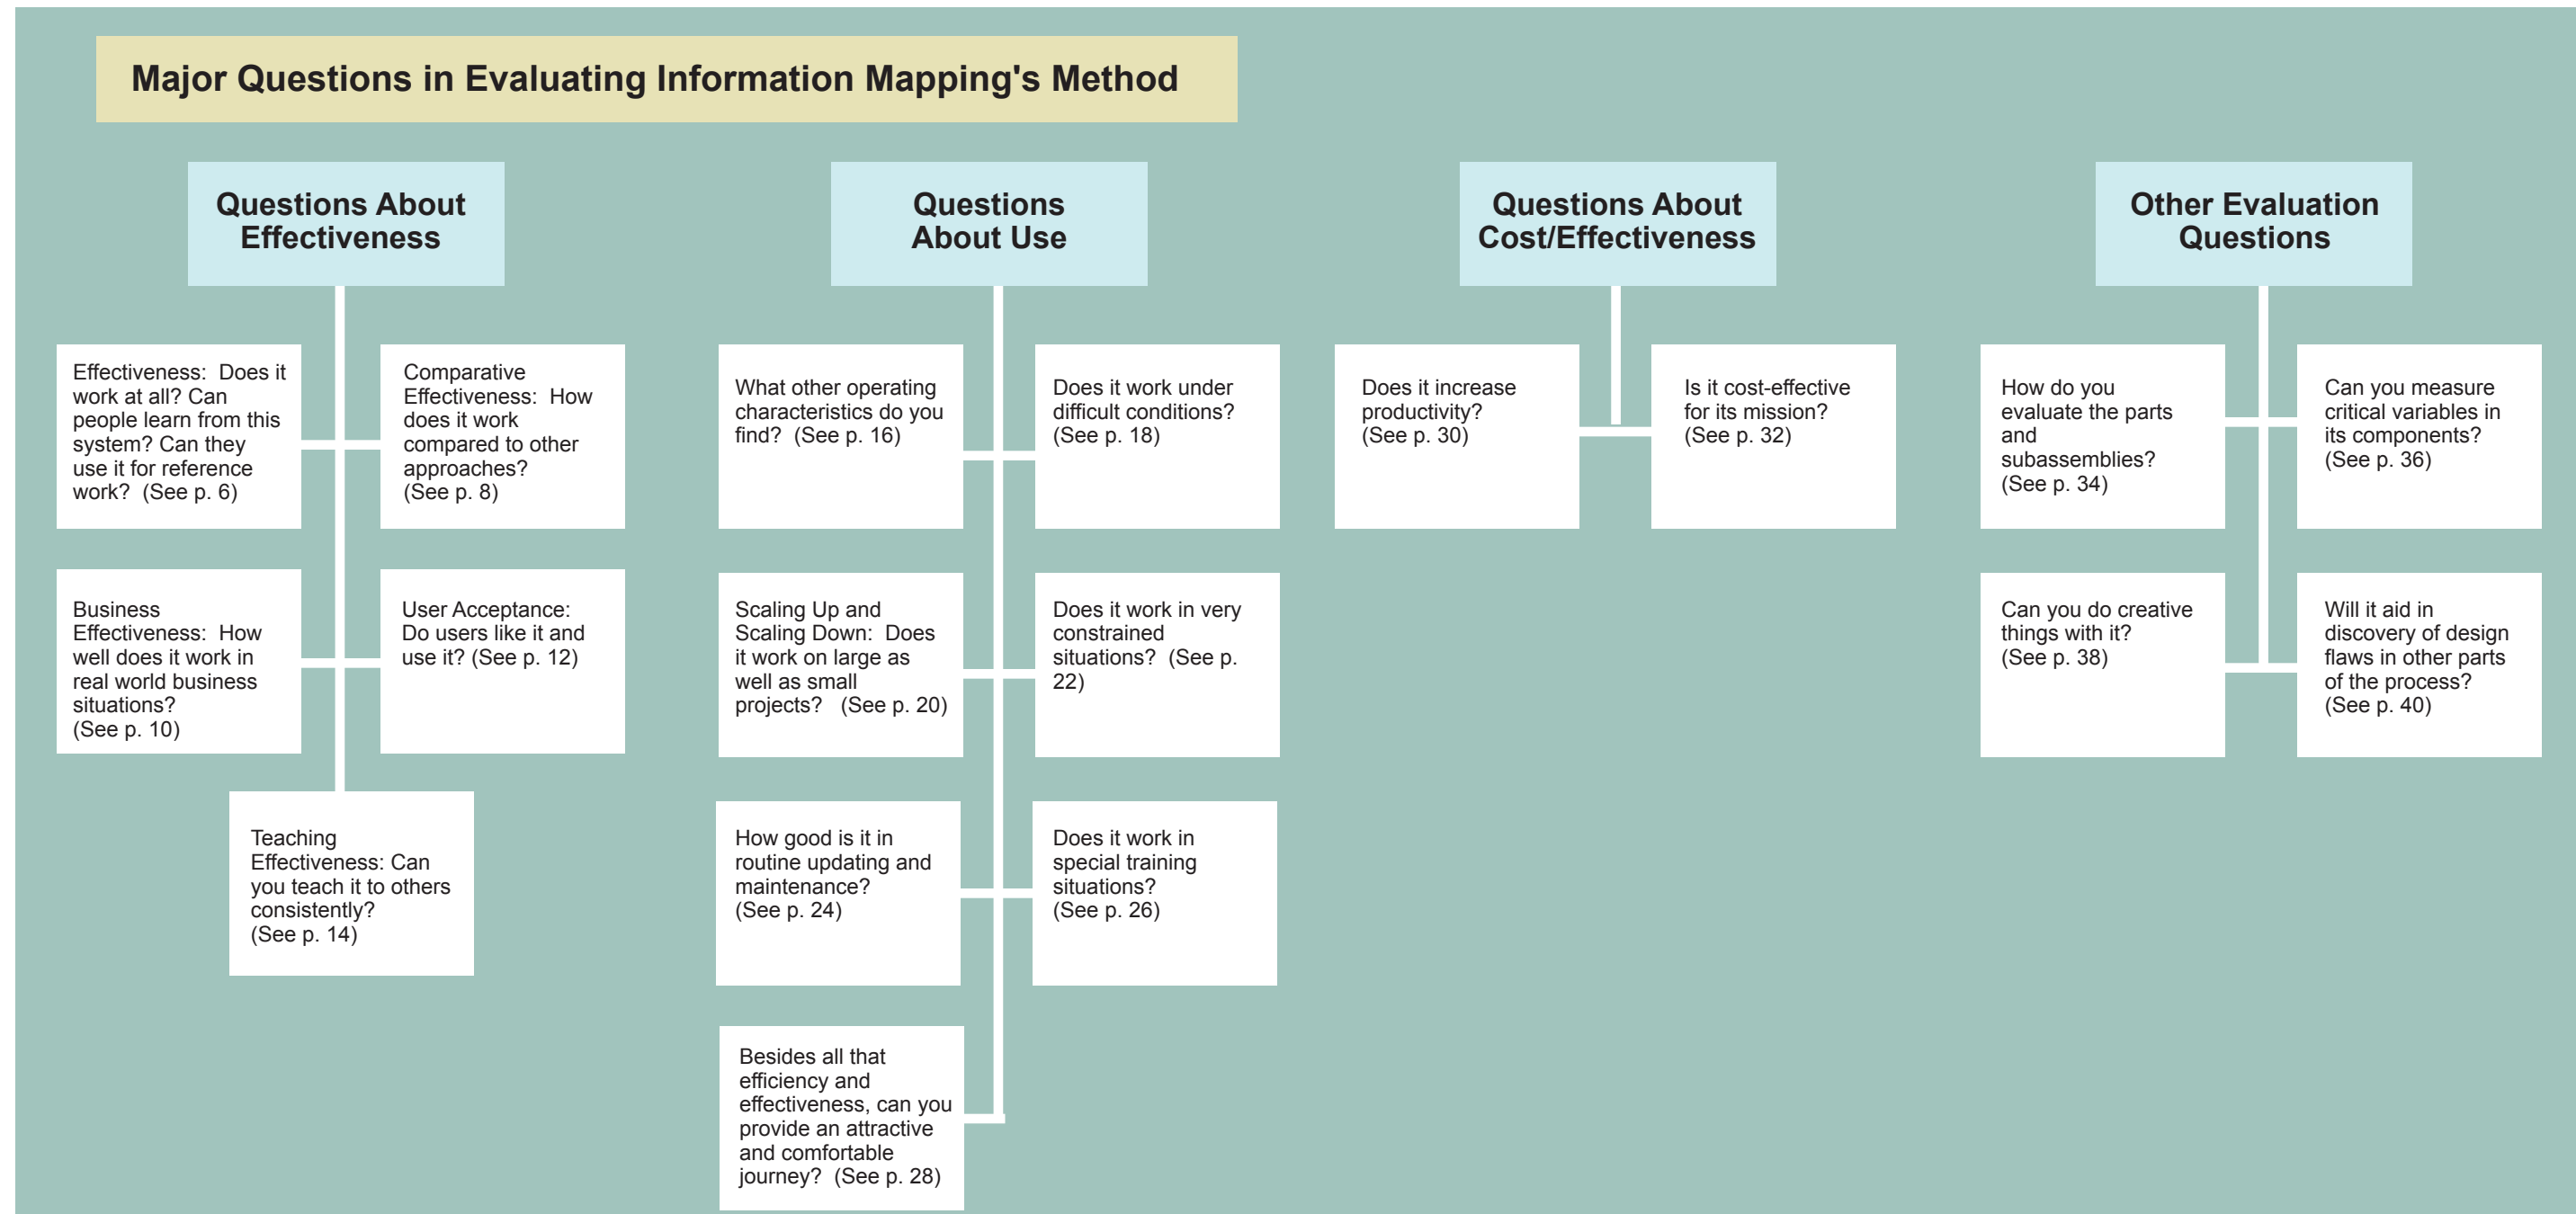 Major Questions in Evaluating Information Mapping's Method
Questions About
Effectiveness
Effectiveness:  Does it
work at all? Can
people learn from this
system? Can they
use it for reference
work?  (See p. 6)
Comparative
Effectiveness:  How
does it work
compared to other
approaches?
(See p. 8)
Business
Effectiveness:  How
well does it work in
real world business
situations?
(See p. 10)
User Acceptance:
Do users like it and
use it? (See p. 12)
Teaching
Effectiveness: Can
you teach it to others
consistently?
(See p. 14)
Questions
About Use
What other operating
characteristics do you
find?  (See p. 16)
Does it work under
difficult conditions?
(See p. 18)
Scaling Up and
Scaling Down:  Does
it work on large as
well as small
projects?   (See p. 20)
Does it work in very
constrained
situations?  (See p.
22)
How good is it in
routine updating and
maintenance?
(See p. 24)
Does it work in
special training
situations?
(See p. 26)
Besides all that
efficiency and
effectiveness, can you
provide an attractive
and comfortable
journey?  (See p. 28)
Questions About
Cost/Effectiveness
Does it increase
productivity?
(See p. 30)
Is it cost-effective
for its mission?
(See p. 32)
Other Evaluation
Questions
How do you
evaluate the parts
and
subassemblies?
(See p. 34)
Can you measure
critical variables in
its components?
(See p. 36)
Can you do creative
things with it?
(See p. 38)
Will it aid in
discovery of design
flaws in other parts
of the process?
(See p. 40)